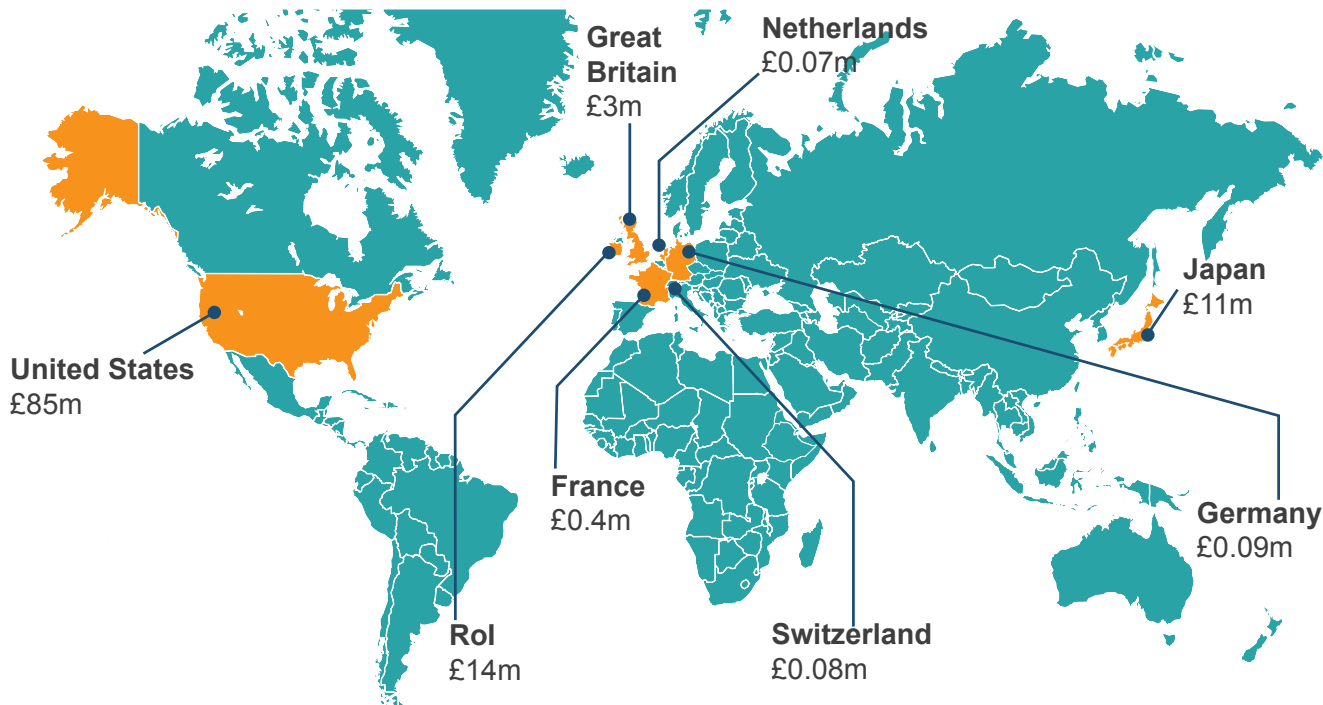 Great
Britain
£3m
Netherlands
£0.07m
Japan
£11m
United States
£85m
France
£0.4m
Germany
£0.09m
RoI
£14m
Switzerland
£0.08m